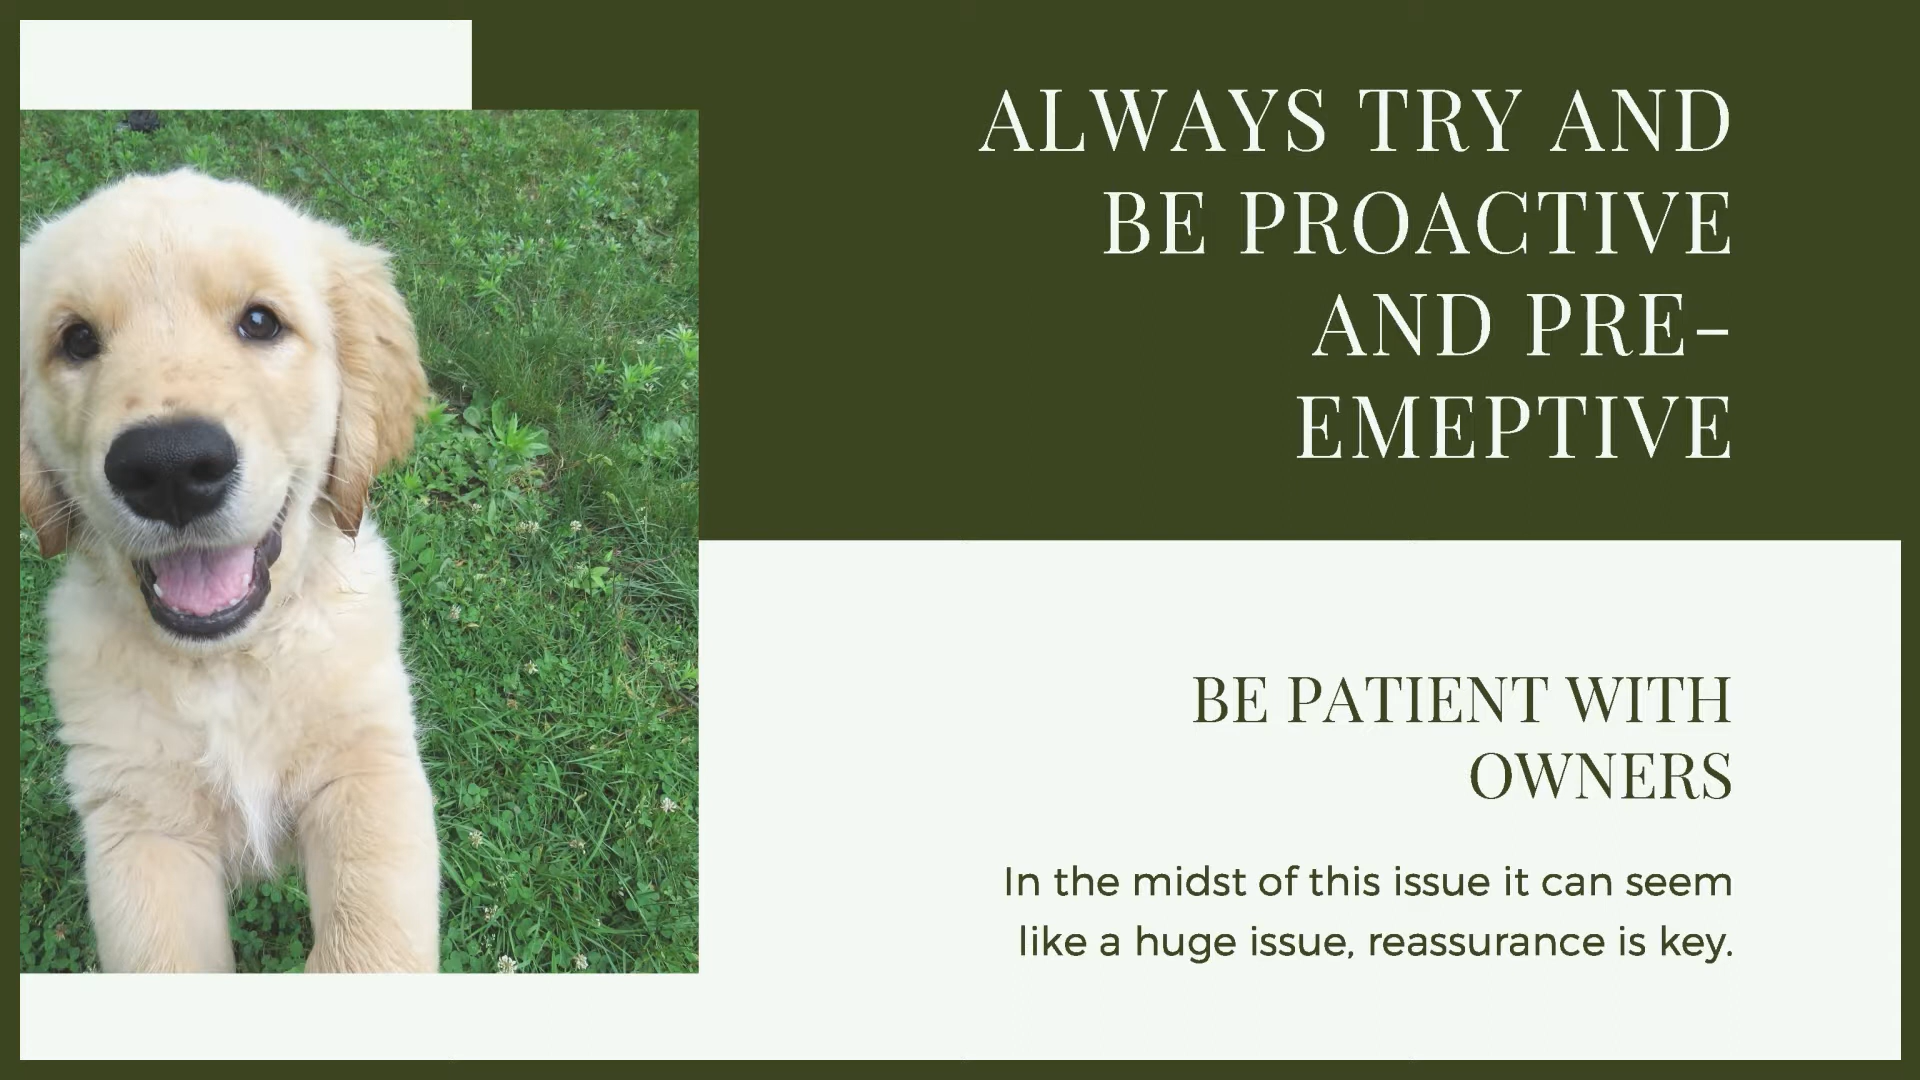 ALWAYS TRY AND
BE PROACTIVE
AND PRE-
EMEPTIVE
BE PATIENT WITH
OWNERS
In the midst of this issue it can seem
like a huge issue, reassurance is key.